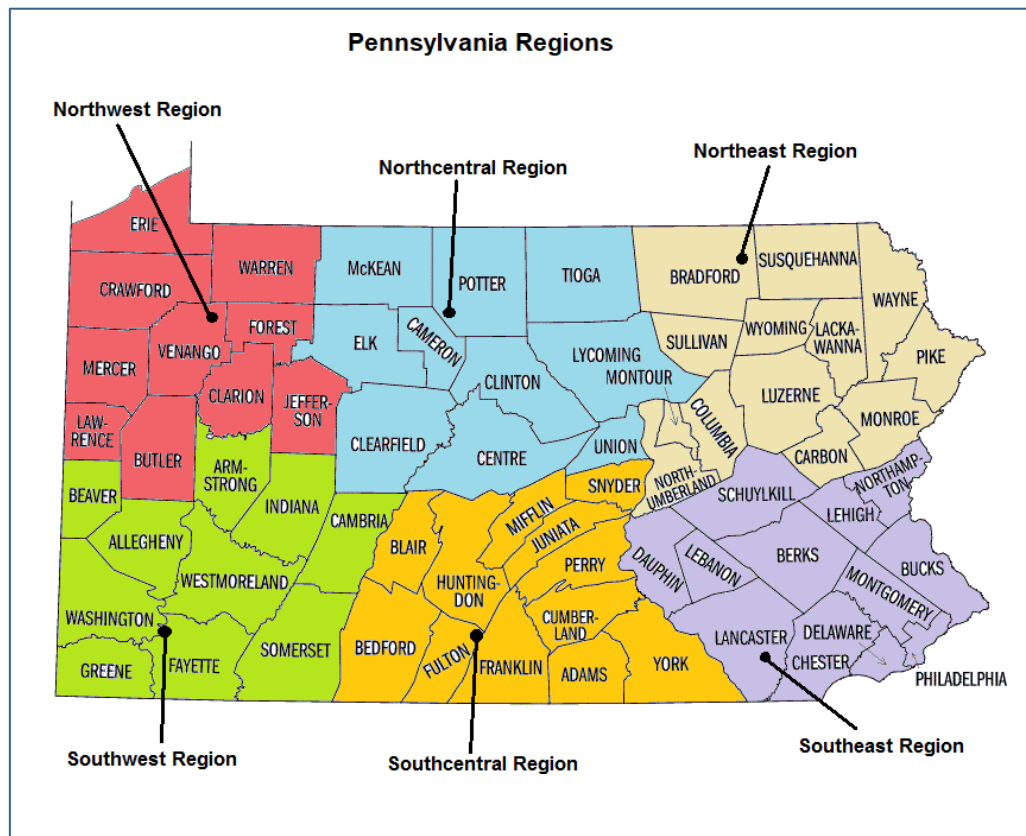 Pennsylvania Regions
Northwest Region
Northcentral Region
Northeast Region
ERIE
WARREN
McKEAN
POTTER
TIOGA
BRADFORD
SUSQUEHANNA
WAYNE
CRAWFORD
FOREST
ELK
CAMERON
LYCOMING
SULLIVAN
WYOMING
LACKA-
WANNA
PIKE
MERCER
VENANGO
CLARION
JEFFER-
SON
CLINTON
MONTOUR
COLUMBIA
LUZERNE
MONROE
LAW-
RENCE
BUTLER
CLEARFIELD
CENTRE
UNION
NORTH-
UMBERLAND
CARBON
BEAVER
ARM-
STRONG
INDIANA
CAMBRIA
SNYDER
MIFFLIN
JUNIATA
SCHUYLKILL
NORTHAMP-
TON
LEHIGH
ALLEGHENY
WESTMORELAND
BLAIR
HUNTING-
DON
PERRY
DAUPHIN
LEBANON
BERKS
BUCKS
MONTGOMERY
WASHINGTON
GREENE
FAYETTE
SOMERSET
BEDFORD
FULTON
FRANKLIN
CUMBER-
LAND
ADAMS
YORK
LANCASTER
DELAWARE
CHESTER
PHILADELPHIA
Southwest Region
Southcentral Region
Southeast Region